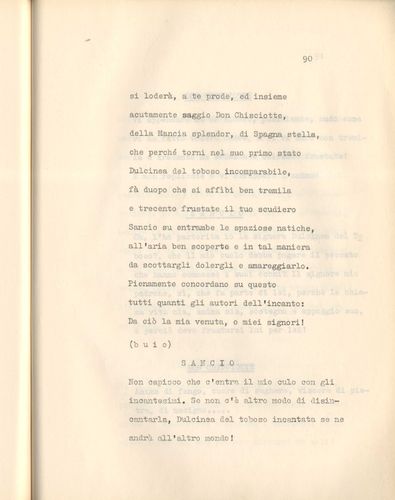 90
si loderà, a te prode, ed insieme
acutamente saggio Don Chisciotte,
della Mancia splendor, di Spagna stella,
che perché torni nel suo primo stato
Dulcinea del toboso incomparabile,
fà duopo che si affibi ben tremila
e trecento frustate il tuo scudiero
Sancio su entrambe le spaziose natiche,
all'aria ben scoperte e in tal maniera
da scottargli dolergli e amareggiarlo.
Pienamente concordano su questo
tutti quanti gli autori dell'incanto:
Da ciò la mia venuta, o miei signori!
(b u i o)
S A N C I O
Non capisco che c'entra il mio culo con gli
incantesimi. Se non c'è altro modo di disin-
cantarla, Dulcinea del toboso incantata se ne
andrà all'altro mondo!